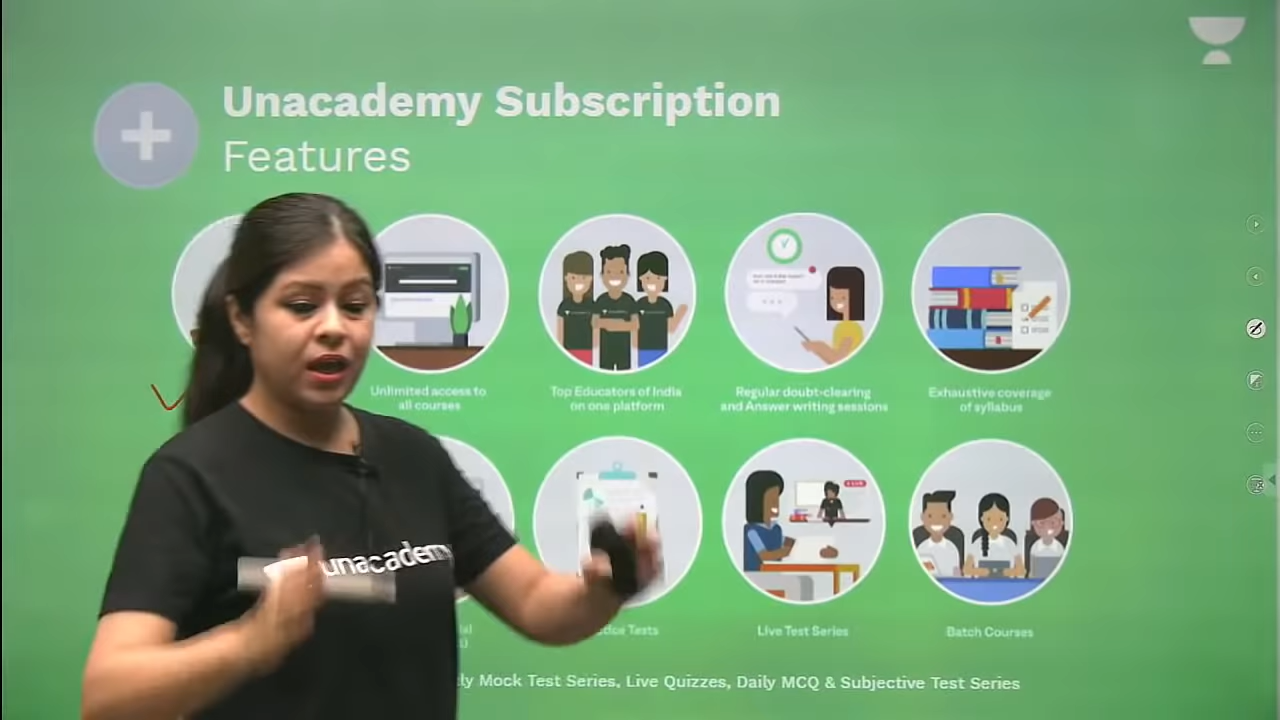 Unacademy Subscription
Features
Unlimited access to
all courses
Top Educators of India
on one platform
Regular doubt-clearing
and Answer writing sessions
Exhaustive coverage
of syllabus
unacademy
Tests
Live Test Series
Batch Courses
Mock Test Series, Live Quizzes, Daily MCQ & Subjective Test Series